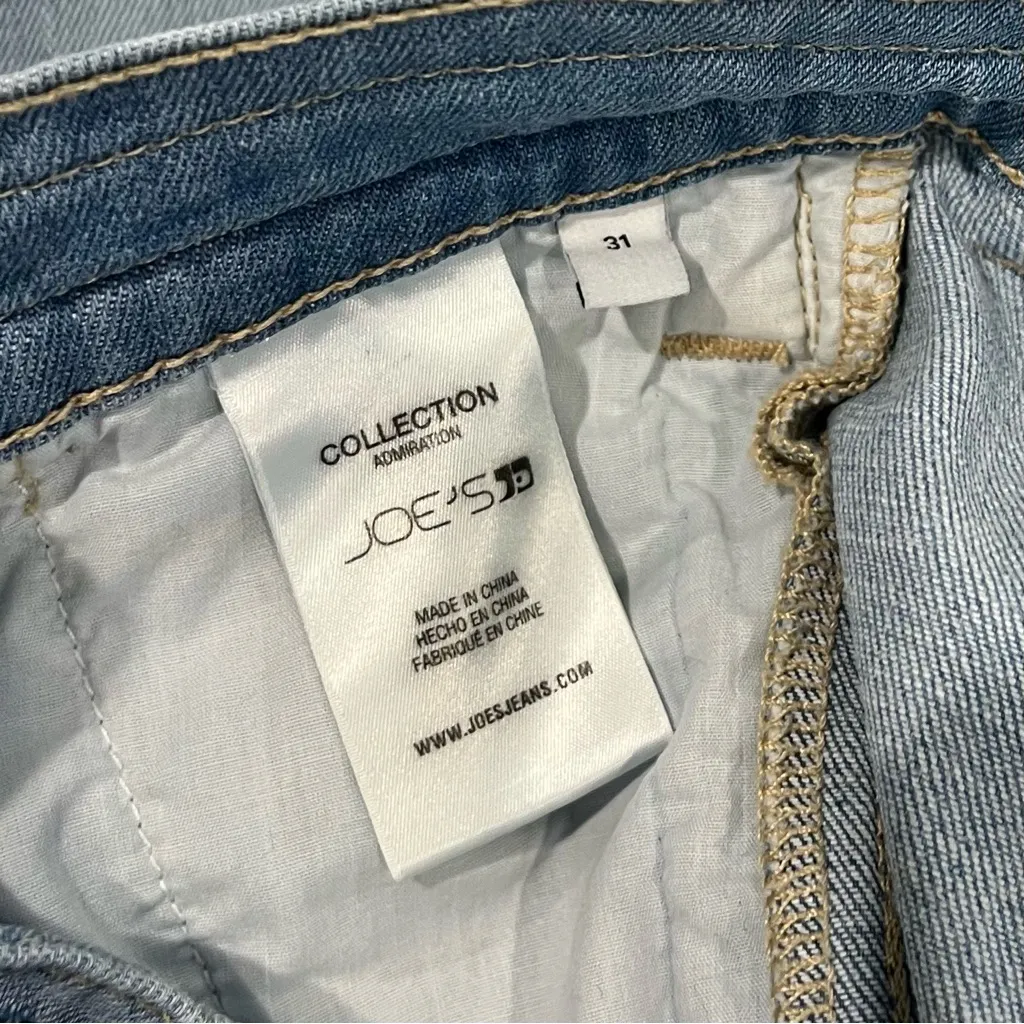 31
COLLECTION
ADMIRATION
JOE'S
MADE IN CHINA
HECHO EN CHINA
FABRIQUÉ EN CHINE
WWW.JOESJEANS.COM